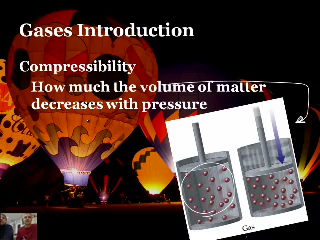 Gases Introduction
Compressibility
How much the volume of matter
decreases with pressure
Gas